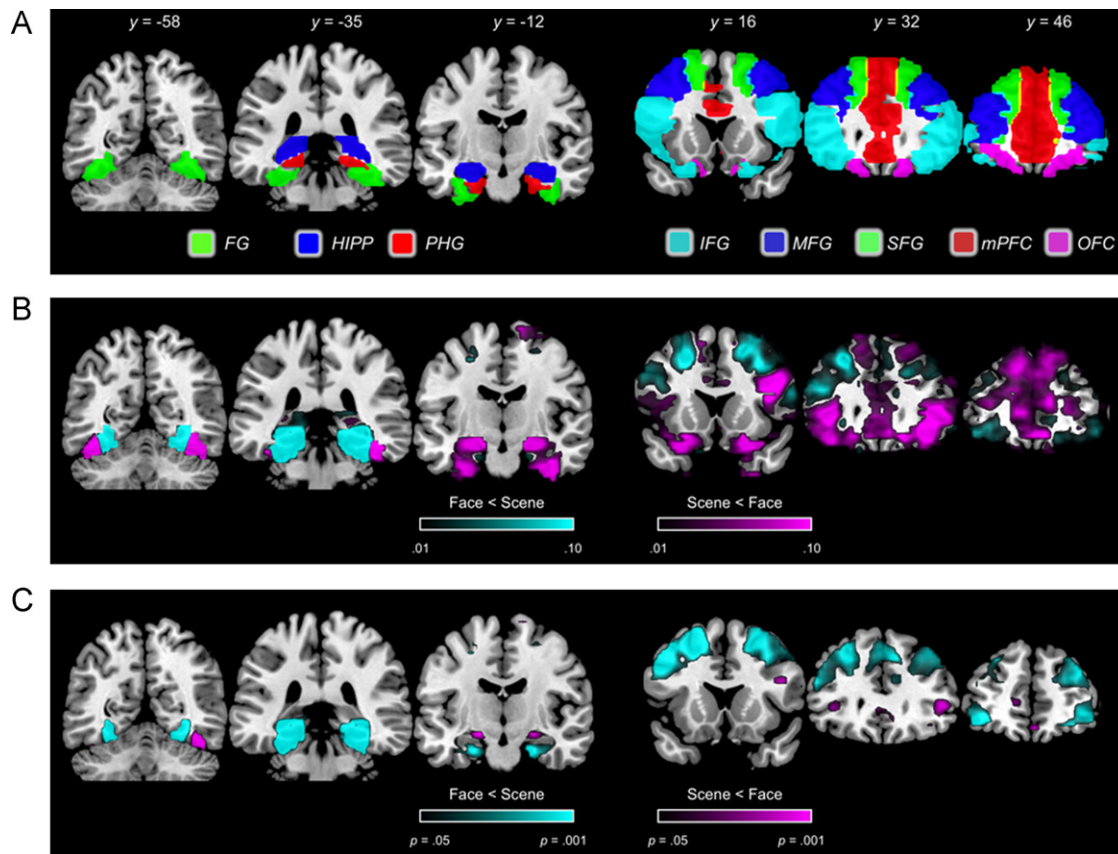 A
y = -58 y = -35 y = -12 y = 16 y = 32 y = 46
FG HIPP PHG IFG MFG SFG mPFC OFC
B
Face < Scene Scene < Face
.01 .10 .01 .10
C
Face < Scene Scene < Face
p = .05 p = .001 p = .05 p = .001